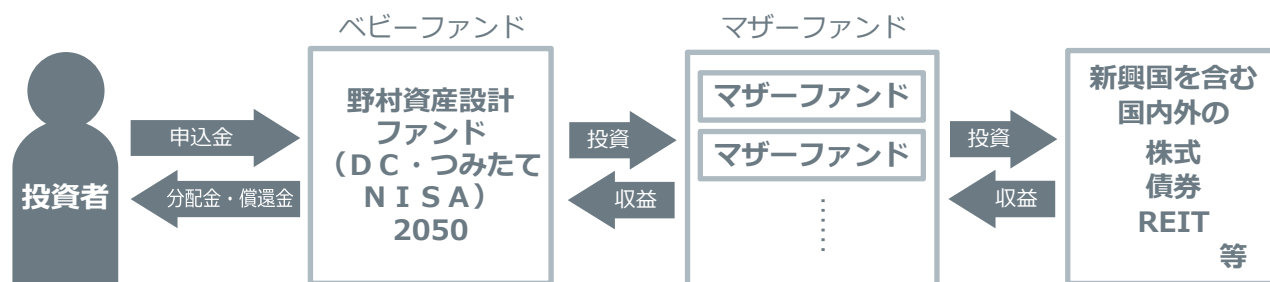 ベビーファンド
マザーファンド
投資者
申込金
分配金・償還金
野村資産設計
ファンド
（ＤＣ・つみたて
ＮＩＳＡ）
2050
投資
収益
マザーファンド
マザーファンド
投資
収益
新興国を含む
国内外の
株式
債券
REIT
等